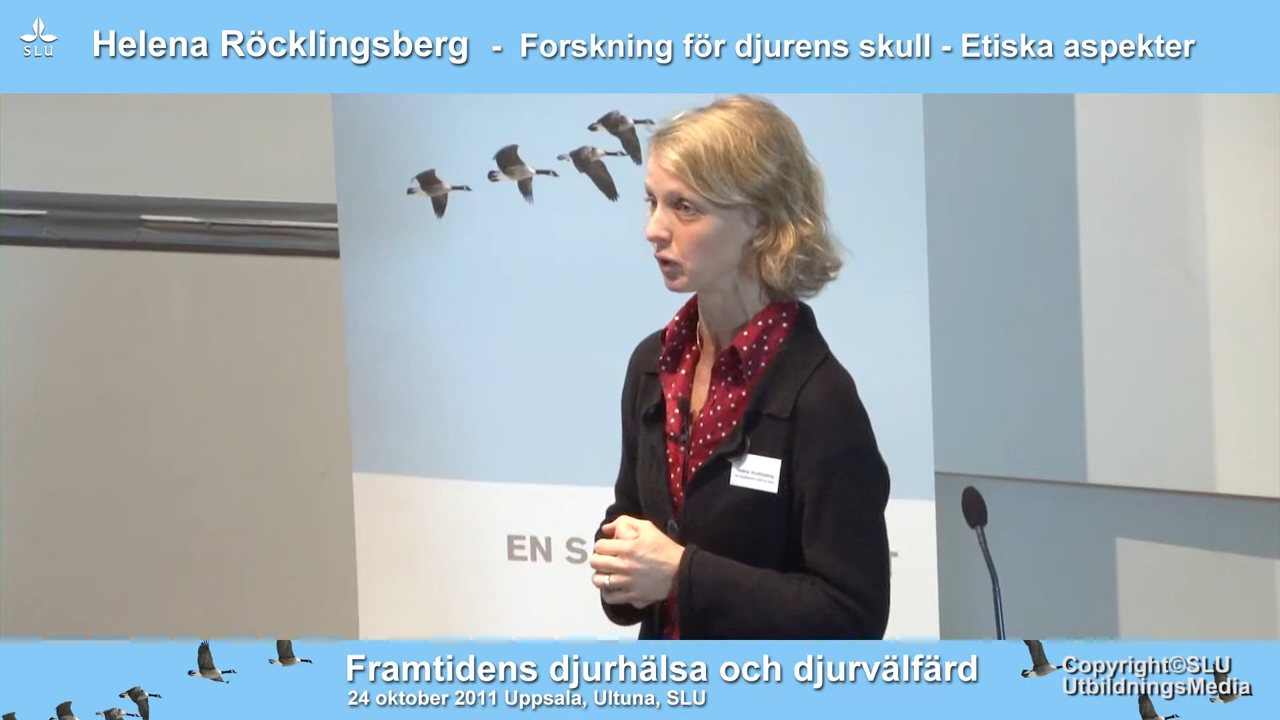 SLU
Helena Röcklingsberg - Forskning för djurens skull - Etiska aspekter
EN S
Framtidens djurhälsa och djurvälfärd
24 oktober 2011 Uppsala, Ultuna, SLU
Copyright©SLU
UtbildningsMedia